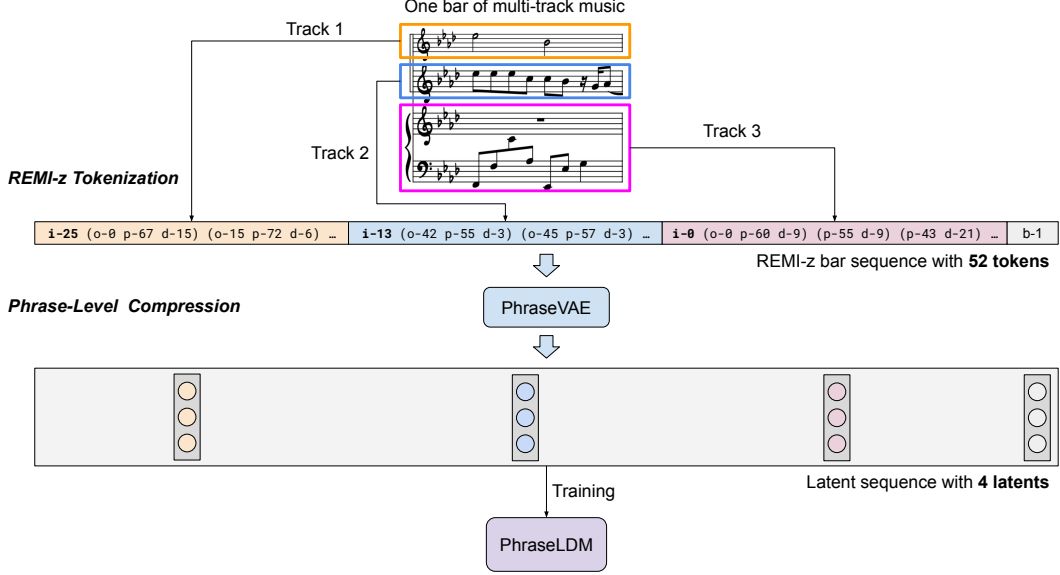 One bar of multi-track music
Track 1
Track 2
Track 3
REMI-z Tokenization
i-25 (o-0 p-67 d-15) (o-15 p-72 d-6) … i-13 (o-42 p-55 d-3) (o-45 p-57 d-3) … i-0 (o-0 p-60 d-9) (p-55 d-9) (p-43 d-21) … b-1
REMI-z bar sequence with 52 tokens
Phrase-Level Compression
PhraseVAE
Latent sequence with 4 latents
Training
PhraseLDM